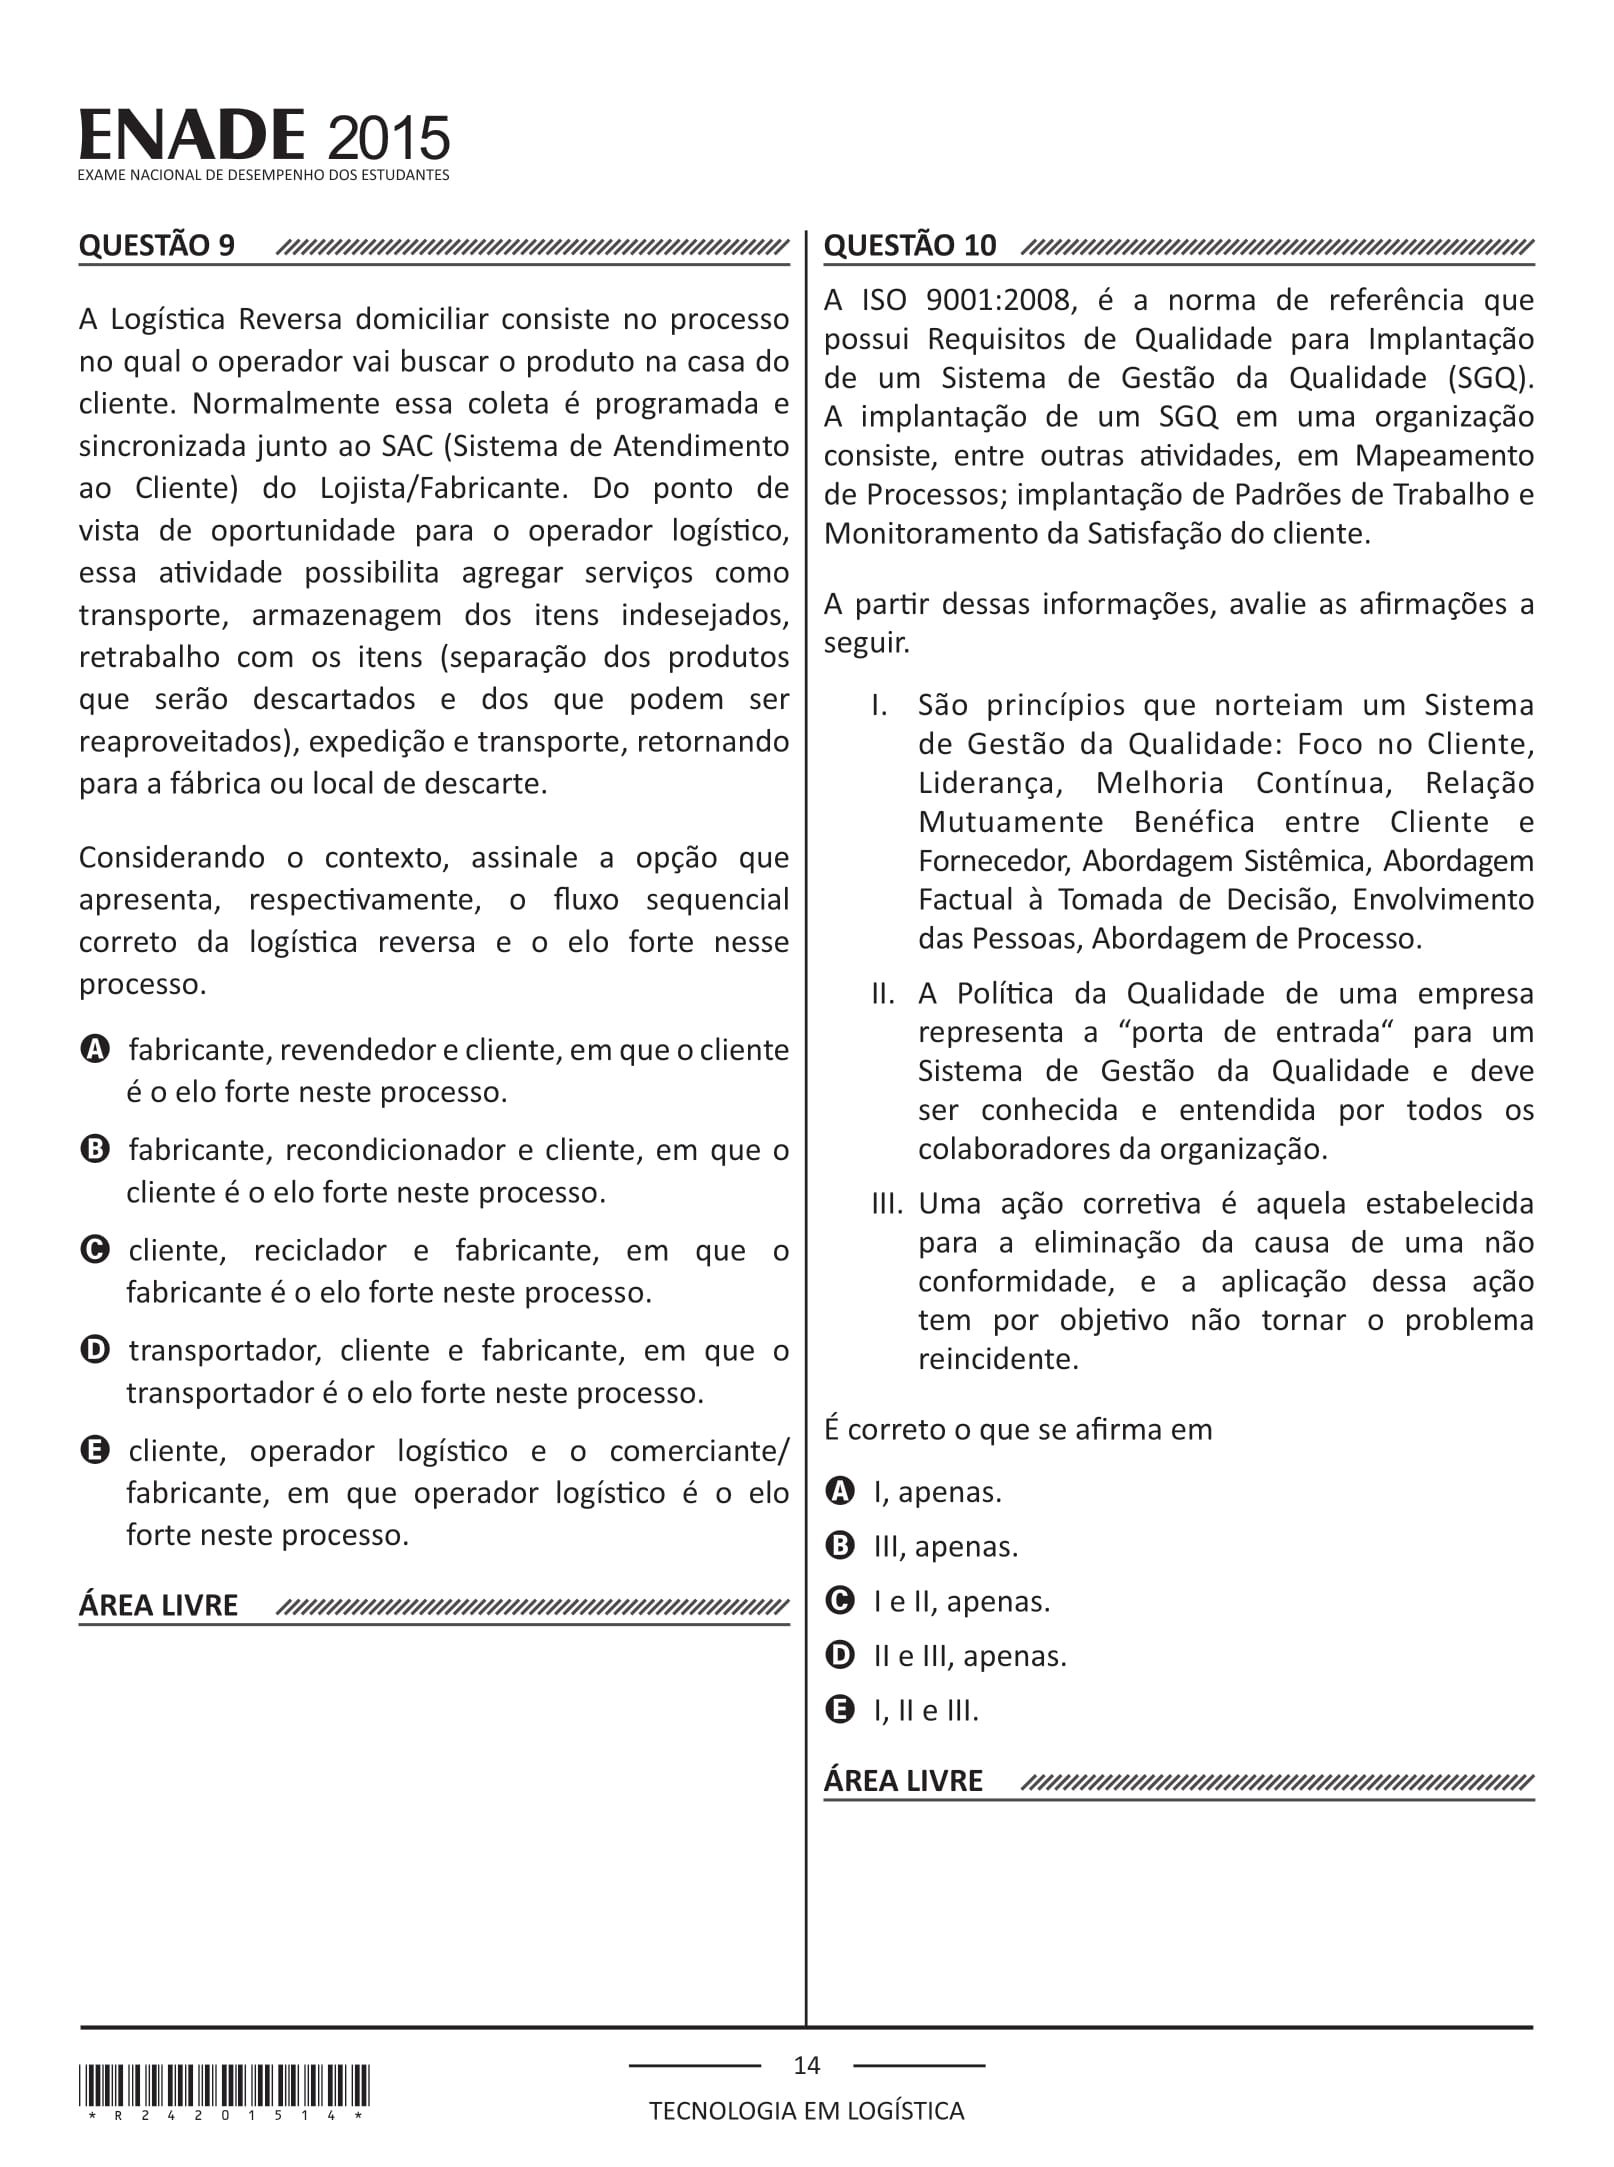 ENADE 2015
EXAME NACIONAL DE DESEMPENHO DOS ESTUDANTES
QUESTÃO 9
A Logística Reversa domiciliar consiste no processo
no qual o operador vai buscar o produto na casa do
cliente. Normalmente essa coleta é programada e
sincronizada junto ao SAC (Sistema de Atendimento
ao Cliente) do Lojista/Fabricante. Do ponto de
vista de oportunidade para o operador logístico,
essa atividade possibilita agregar serviços como
transporte, armazenagem dos itens indesejados,
retrabalho com os itens (separação dos produtos
que serão descartados e dos que podem ser
reaproveitados), expedição e transporte, retornando
para a fábrica ou local de descarte.
Considerando o contexto, assinale a opção que
apresenta, respectivamente, o fluxo sequencial
correto da logística reversa e o elo forte nesse
processo.
A fabricante, revendedor e cliente, em que o cliente
é o elo forte neste processo.
B fabricante, recondicionador e cliente, em que o
cliente é o elo forte neste processo.
C cliente, reciclador e fabricante, em que o
fabricante é o elo forte neste processo.
D transportador, cliente e fabricante, em que o
transportador é o elo forte neste processo.
E cliente, operador logístico e o comerciante/
fabricante, em que operador logístico é o elo
forte neste processo.
ÁREA LIVRE
QUESTÃO 10
A ISO 9001:2008, é a norma de referência que
possui Requisitos de Qualidade para Implantação
de um Sistema de Gestão da Qualidade (SGQ).
A implantação de um SGQ em uma organização
consiste, entre outras atividades, em Mapeamento
de Processos; implantação de Padrões de Trabalho e
Monitoramento da Satisfação do cliente.
A partir dessas informações, avalie as afirmações a
seguir.
I. São princípios que norteiam um Sistema
de Gestão da Qualidade: Foco no Cliente,
Liderança, Melhoria Contínua, Relação
Mutuamente Benéfica entre Cliente e
Fornecedor, Abordagem Sistêmica, Abordagem
Factual à Tomada de Decisão, Envolvimento
das Pessoas, Abordagem de Processo.
II. A Política da Qualidade de uma empresa
representa a “porta de entrada“ para um
Sistema de Gestão da Qualidade e deve
ser conhecida e entendida por todos os
colaboradores da organização.
III. Uma ação corretiva é aquela estabelecida
para a eliminação da causa de uma não
conformidade, e a aplicação dessa ação
tem por objetivo não tornar o problema
reincidente.
É correto o que se afirma em
A I, apenas.
B III, apenas.
C I e II, apenas.
D II e III, apenas.
E I, II e III.
ÁREA LIVRE
*R24201514*
14
TECNOLOGIA EM LOGÍSTICA